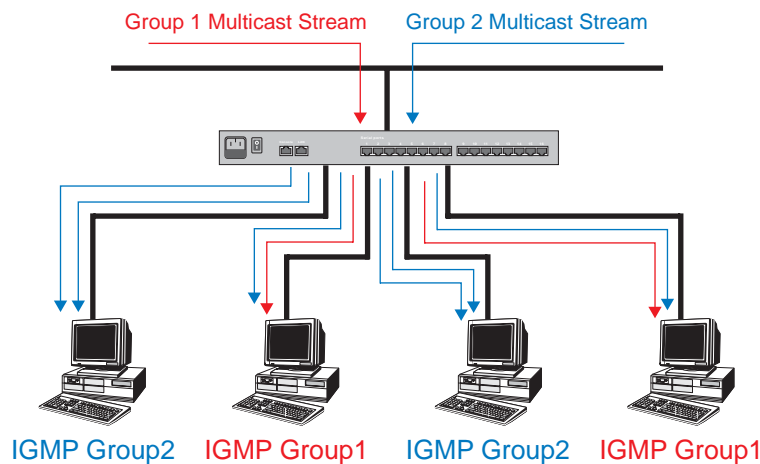 Group 1 Multicast Stream
Group 2 Multicast Stream
IGMP Group2
IGMP Group1
IGMP Group2
IGMP Group1